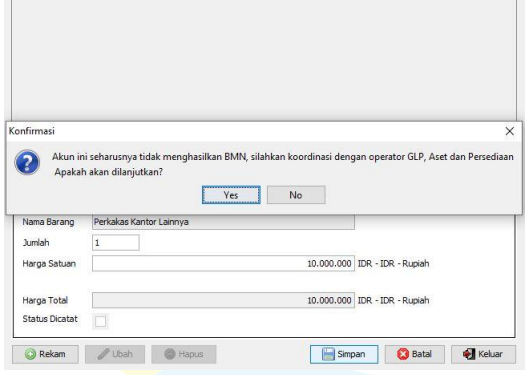 Konfirmasi
Akun ini seharusnya tidak menghasilkan BMN, silahkan koordinasi dengan operator GLP, Aset dan Persediaan
Apakah akan dilanjutkan?
Yes No
Nama Barang Perkakas Kantor Lainnya
Jumlah 1
Harga Satuan 10.000.000 IDR - IDR - Rupiah
Harga Total 10.000.000 IDR - IDR - Rupiah
Status Dicatat
Rekam Ubah Hapus Simpan Batal Keluar